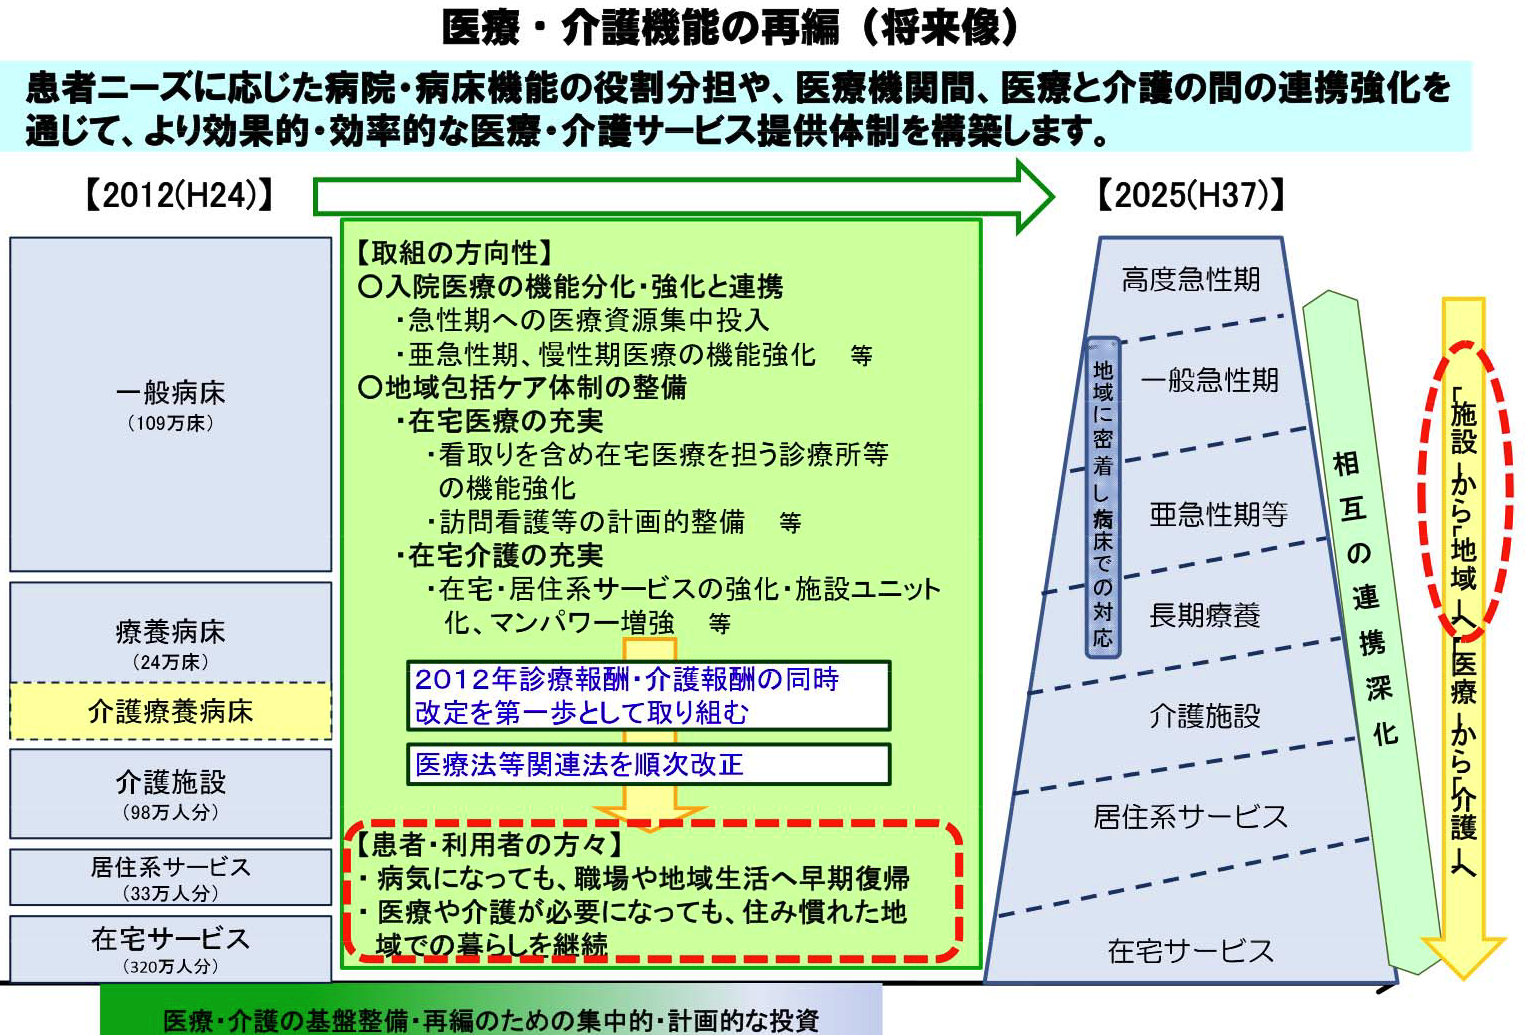 医療・介護機能の再編（将来像）
患者ニーズに応じた病院・病床機能の役割分担や、医療機関間、医療と介護の間の連携強化を
通じて、より効果的・効率的な医療・介護サービス提供体制を構築します。
【2012(H24)】
【2025(H37)】
一般病床
（109万床）
療養病床
（24万床）
介護療養病床
介護施設
（98万人分）
居住系サービス
（33万人分）
在宅サービス
（320万人分）
【取組の方向性】
○入院医療の機能分化・強化と連携
・急性期への医療資源集中投入
・亜急性期、慢性期医療の機能強化　等
○地域包括ケア体制の整備
・在宅医療の充実
・看取りを含め在宅医療を担う診療所等
の機能強化
・訪問看護等の計画的整備　等
・在宅介護の充実
・在宅・居住系サービスの強化・施設ユニット
化、マンパワー増強　等
２０１２年診療報酬・介護報酬の同時
改定を第一歩として取り組む
医療法等関連法を順次改正
【患者・利用者の方々】
・病気になっても、職場や地域生活へ早期復帰
・医療や介護が必要になっても、住み慣れた地
域での暮らしを継続
高度急性期
一般急性期
亜急性期等
長期療養
介護施設
居住系サービス
在宅サービス
地域に密着した病床での対応
相互の連携深化
「施設」から「地域」へ「医療」から「介護」へ
医療・介護の基盤整備・再編のための集中的・計画的な投資